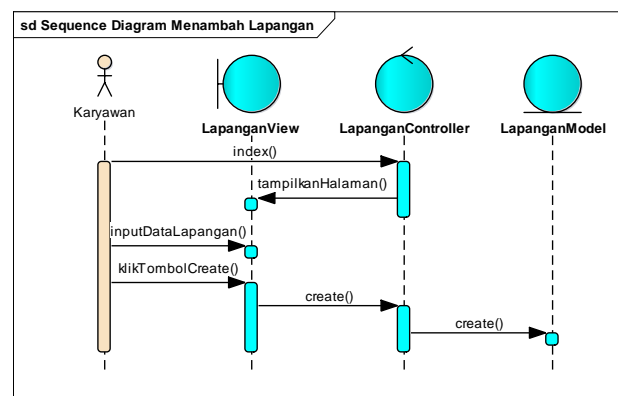 sd Sequence Diagram Menambah Lapangan
Karyawan
LapanganView
LapanganController
LapanganModel
index()
tampilkanHalaman()
inputDataLapangan()
klikTombolCreate()
create()
create()